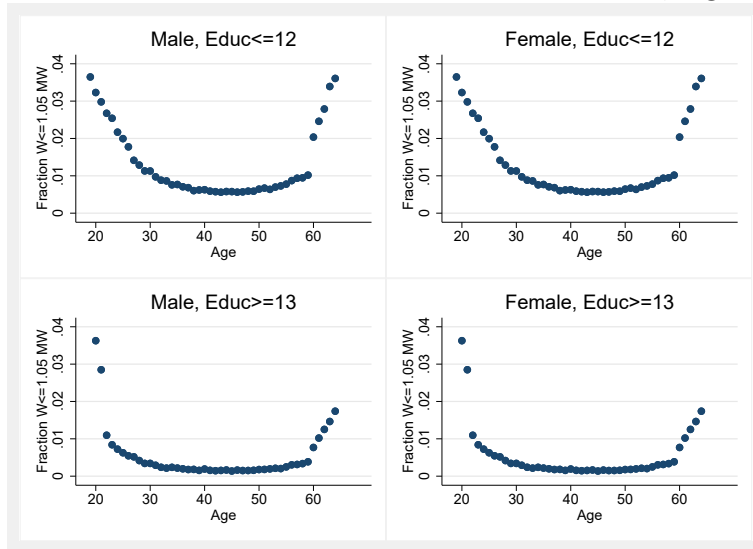 Male, Educ<=12
Fraction W<=1.05 MW
.04
.03
.02
.01
0
20 30 40 50 60
Age
Female, Educ<=12
Fraction W<=1.05 MW
.04
.03
.02
.01
0
20 30 40 50 60
Age
Male, Educ>=13
Fraction W<=1.05 MW
.04
.03
.02
.01
0
20 30 40 50 60
Age
Female, Educ>=13
Fraction W<=1.05 MW
.04
.03
.02
.01
0
20 30 40 50 60
Age